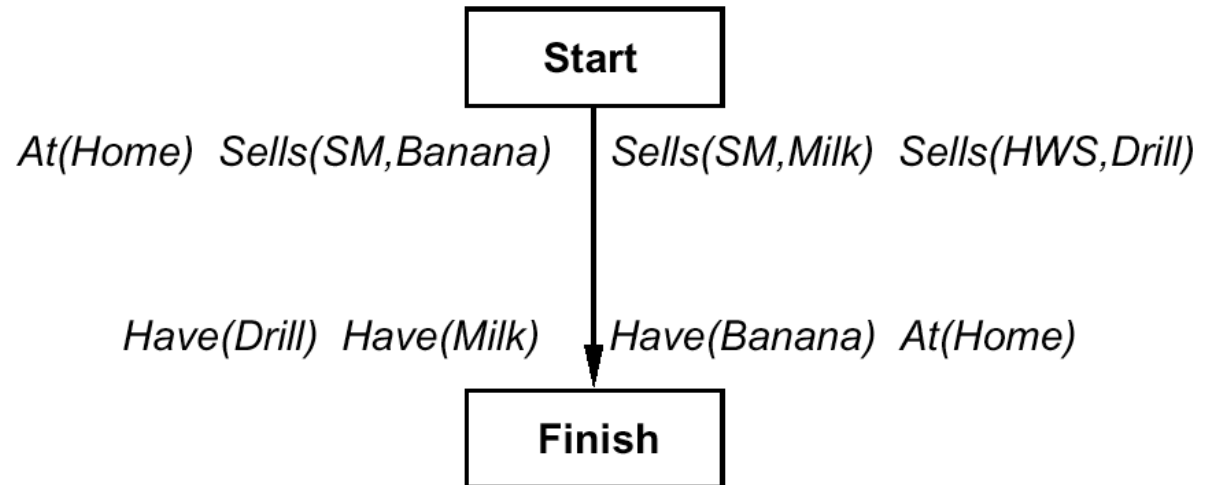 Start
At(Home) Sells(SM,Banana) Sells(SM,Milk) Sells(HWS,Drill)
Have(Drill) Have(Milk) Have(Banana) At(Home)
Finish